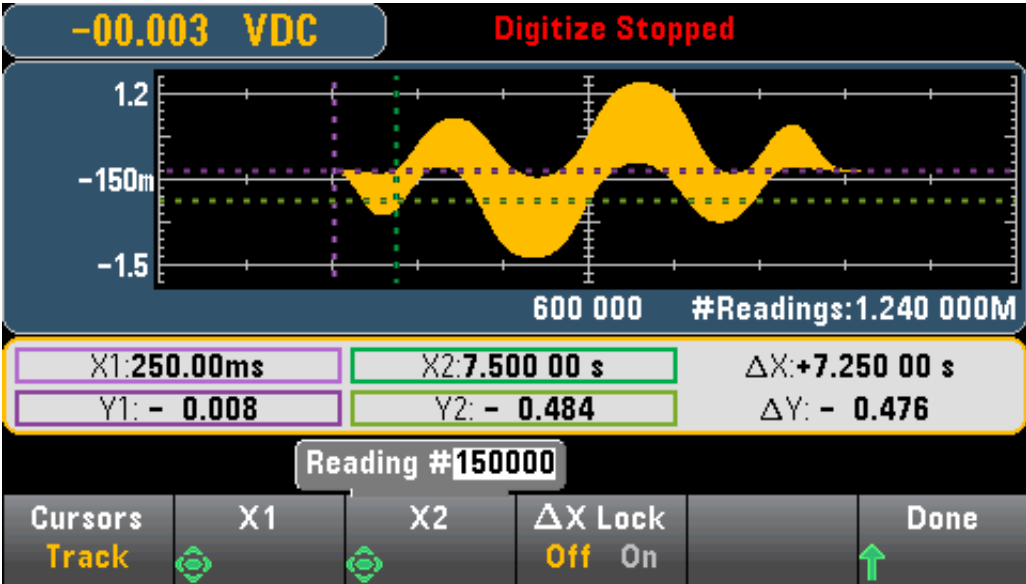 -00.003 VDC
Digitize Stopped
1.2
-150m
-1.5
600 000 #Readings:1.240 000M
X1:250.00ms X2:7.500 00 s ΔX:+7.250 00 s
Y1: - 0.008 Y2: - 0.484 ΔY: - 0.476
Reading #150000
Cursors X1 X2 ΔX Lock Done
Track Off On